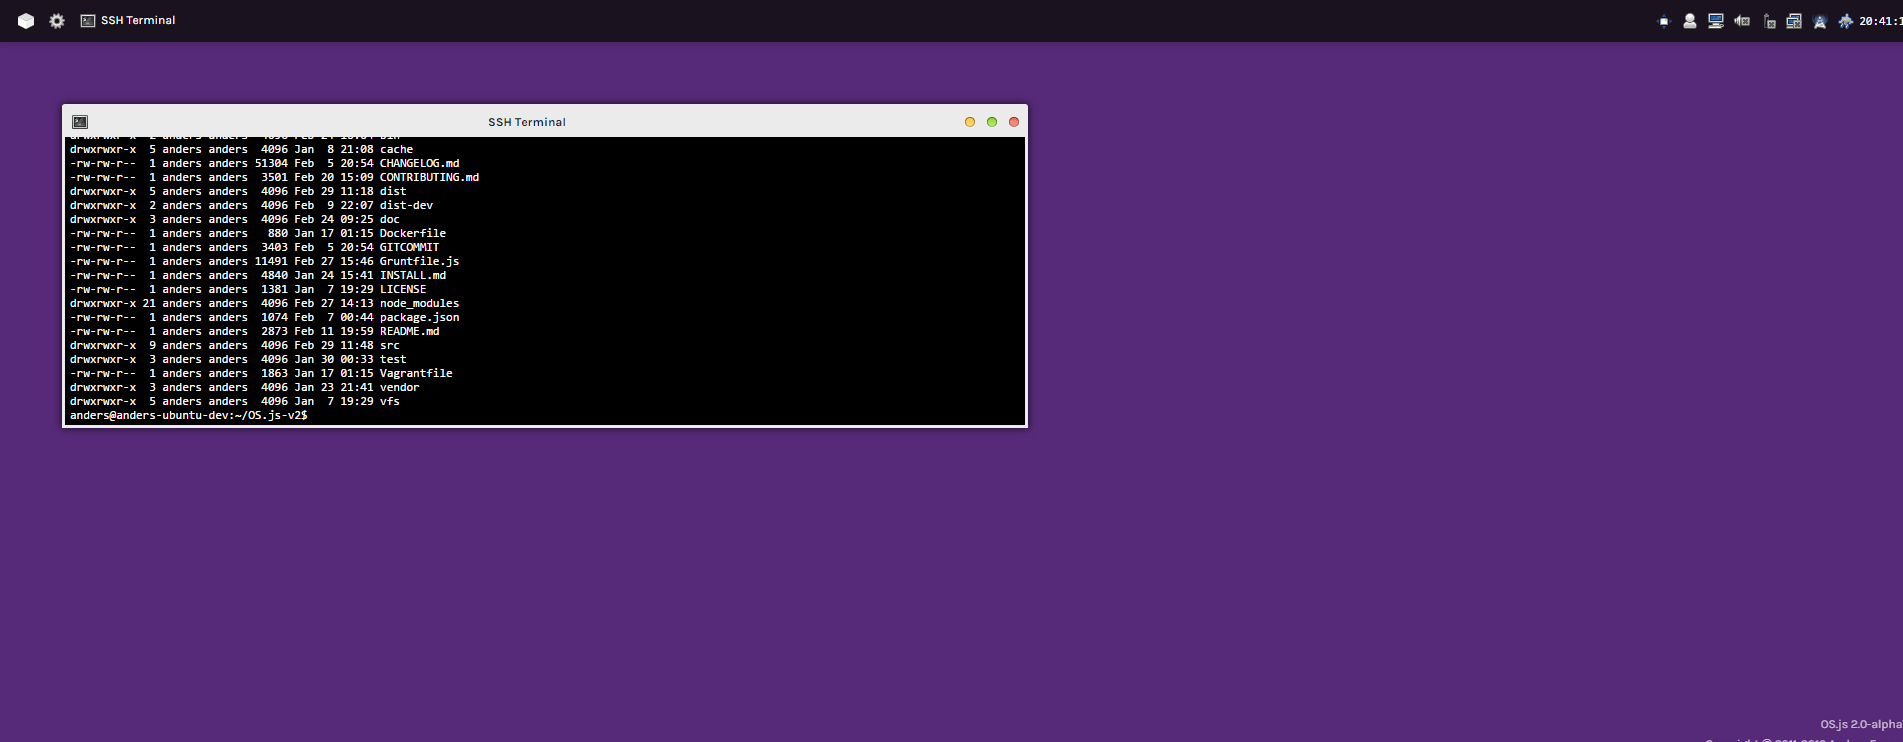 SSH Terminal
20:41:1
SSH Terminal
drwxrwxr-x  2 anders anders  4096 Feb 24 bin
drwxrwxr-x  5 anders anders  4096 Jan  8 21:08 cache
-rw-rw-r--  1 anders anders 51304 Feb  5 20:54 CHANGELOG.md
-rw-rw-r--  1 anders anders  3501 Feb 20 15:09 CONTRIBUTING.md
drwxrwxr-x  5 anders anders  4096 Feb 29 11:18 dist
drwxrwxr-x  2 anders anders  4096 Feb  9 22:07 dist-dev
drwxrwxr-x  3 anders anders  4096 Feb 24 09:25 doc
-rw-rw-r--  1 anders anders   880 Jan 17 01:15 Dockerfile
-rw-rw-r--  1 anders anders  3403 Feb  5 20:54 GITCOMMIT
-rw-rw-r--  1 anders anders 11491 Feb 27 15:46 Gruntfile.js
-rw-rw-r--  1 anders anders  4840 Jan 24 15:41 INSTALL.md
-rw-rw-r--  1 anders anders  1381 Jan  7 19:29 LICENSE
drwxrwxr-x 21 anders anders  4096 Feb 27 14:13 node_modules
-rw-rw-r--  1 anders anders  1074 Feb  7 00:44 package.json
-rw-rw-r--  1 anders anders  2873 Feb 11 19:59 README.md
drwxrwxr-x  9 anders anders  4096 Feb 29 11:48 src
drwxrwxr-x  3 anders anders  4096 Jan 30 00:33 test
-rw-rw-r--  1 anders anders  1863 Jan 17 01:15 Vagrantfile
drwxrwxr-x  3 anders anders  4096 Jan 23 21:41 vendor
drwxrwxr-x  5 anders anders  4096 Jan  7 19:29 vfs
anders@anders-ubuntu-dev:~/OS.js-v2$
OS.js 2.0-alpha